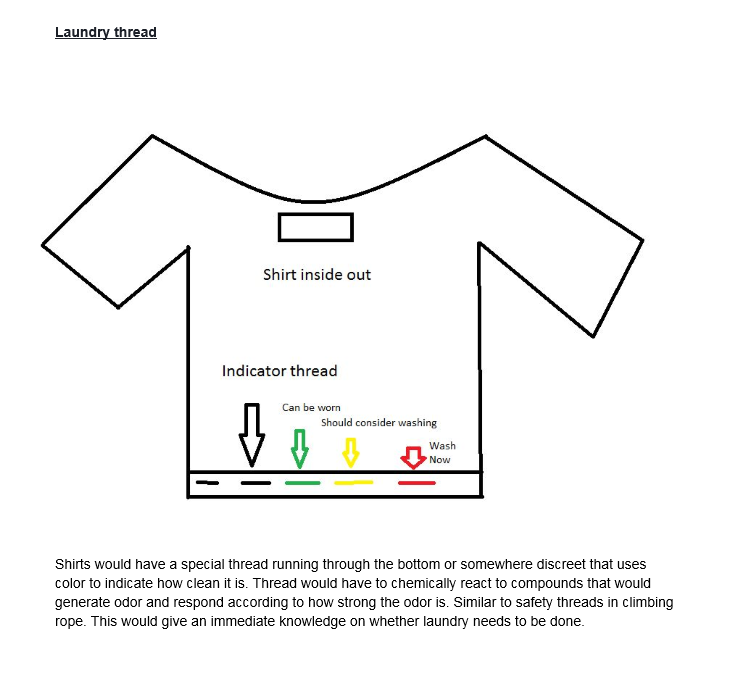 Laundry thread
Shirt inside out
Indicator thread
Can be worn
Should consider washing
Wash
Now
Shirts would have a special thread running through the bottom or somewhere discreet that uses
color to indicate how clean it is. Thread would have to chemically react to compounds that would
generate odor and respond according to how strong the odor is. Similar to safety threads in climbing
rope. This would give an immediate knowledge on whether laundry needs to be done.